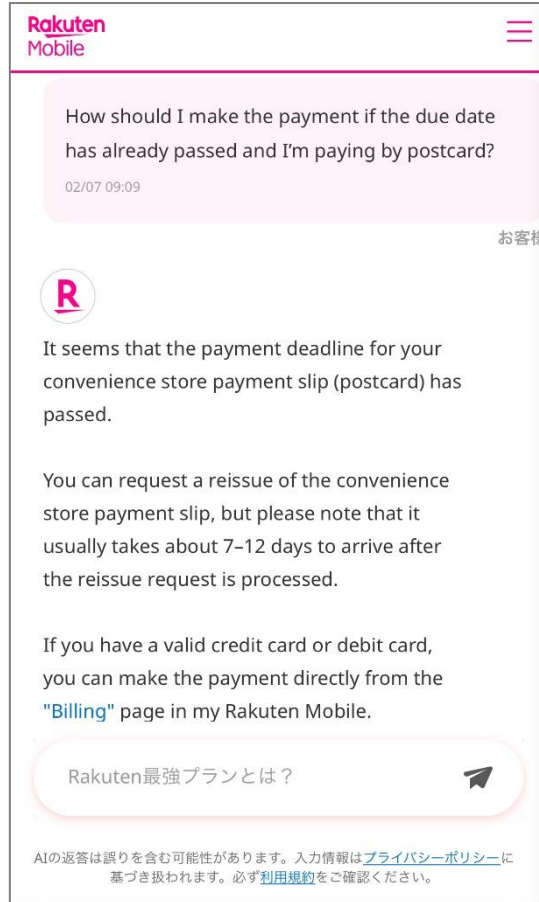 Rakuten
Mobile
How should I make the payment if the due date
has already passed and I'm paying by postcard?
02/07 09:09
お客様
R
It seems that the payment deadline for your
convenience store payment slip (postcard) has
passed.
You can request a reissue of the convenience
store payment slip, but please note that it
usually takes about 7–12 days to arrive after
the reissue request is processed.
If you have a valid credit card or debit card,
you can make the payment directly from the
"Billing" page in my Rakuten Mobile.
Rakuten最強プランとは？
AIの返答は誤りを含む可能性があります。入力情報はプライバシーポリシーに
基づき扱われます。必ず利用規約をご確認ください。